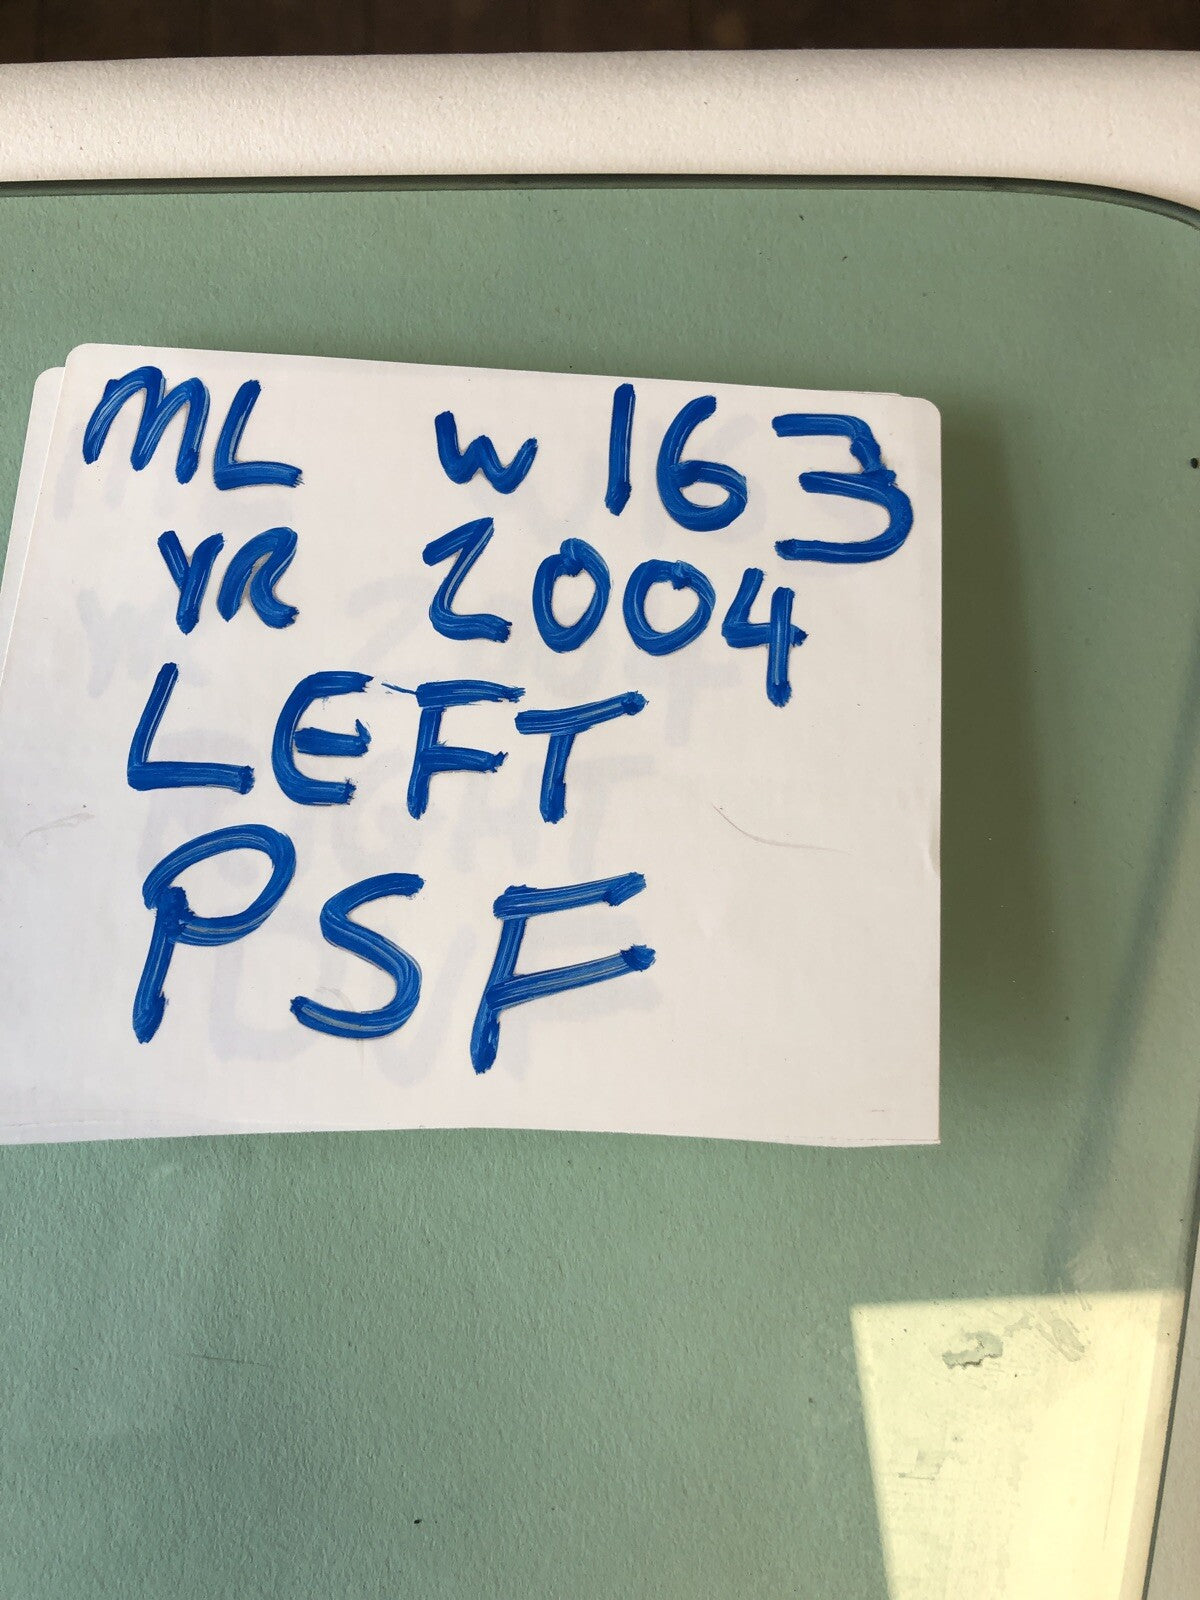 ML W163
YR 2004
LEFT
PSF